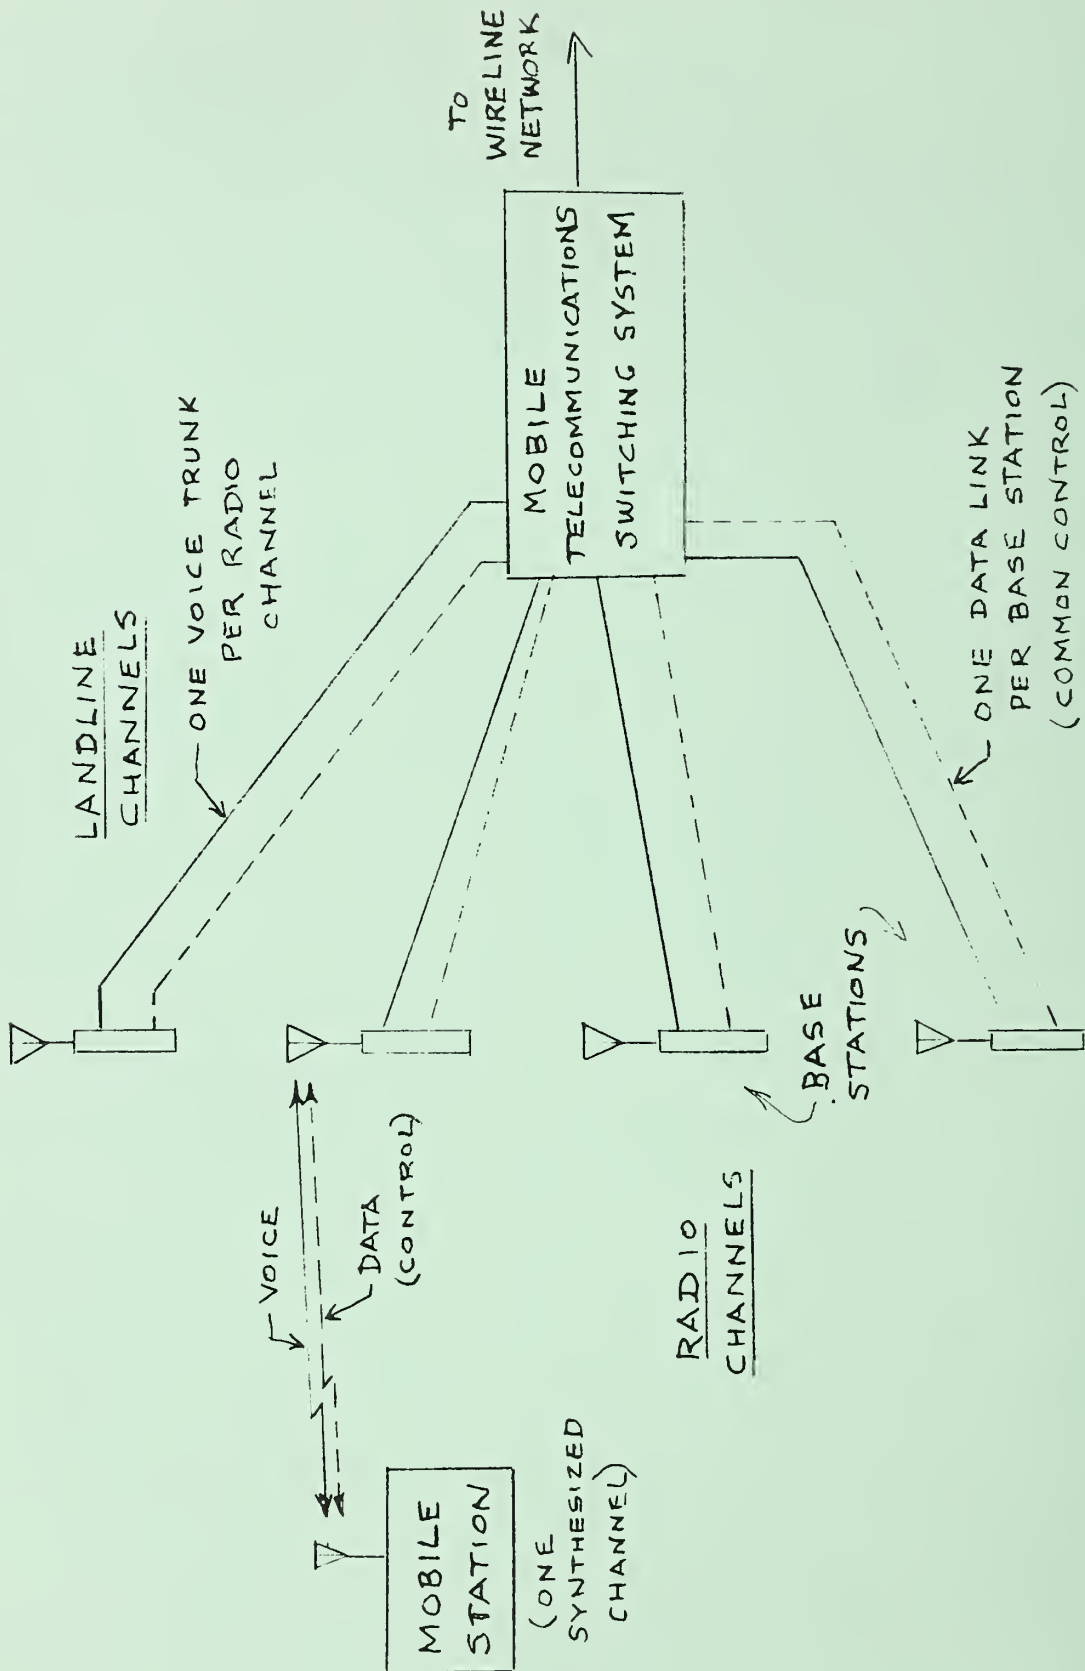 LANDLINE
CHANNELS
ONE VOICE TRUNK
PER RADIO
CHANNEL
TO
WIRELINE
NETWORK
VOICE
DATA
(CONTROL)
MOBILE
STATION
(ONE
SYNTHESIZED
CHANNEL)
MOBILE
TELECOMMUNICATIONS
SWITCHING SYSTEM
RADIO
CHANNELS
BASE
STATIONS
ONE DATA LINK
PER BASE STATION
(COMMON CONTROL)